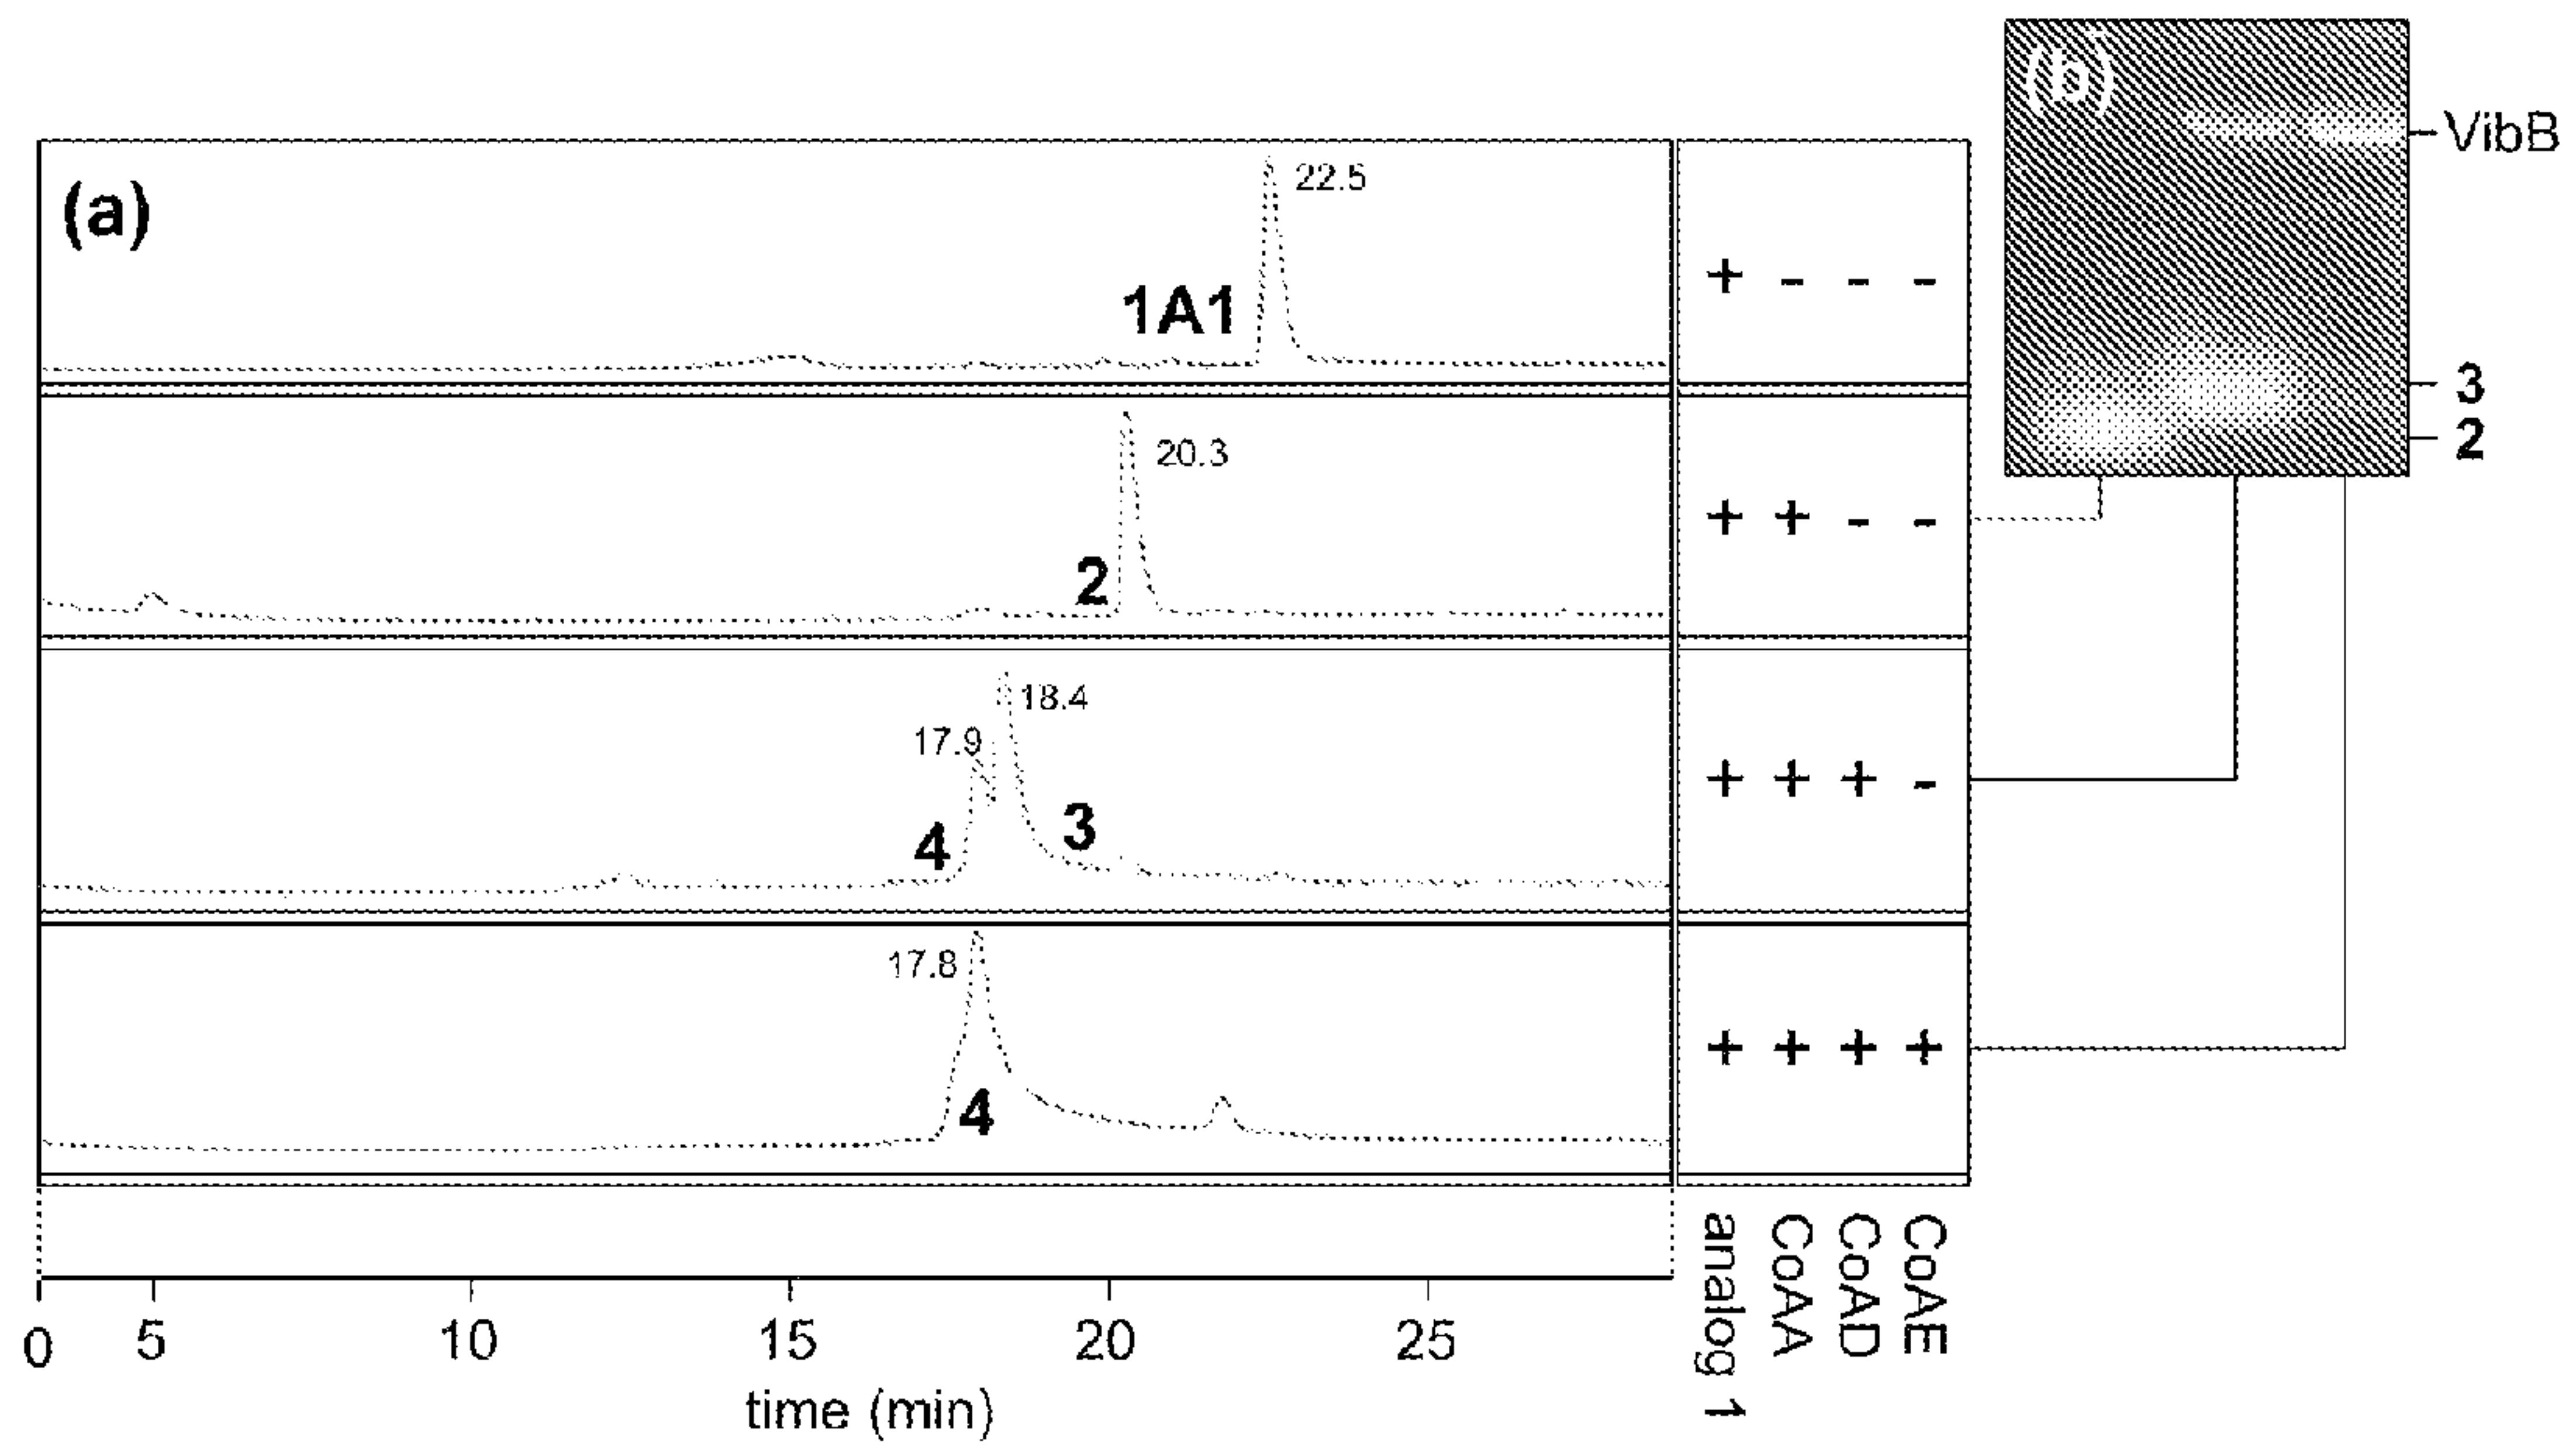 (b)
VibB
3
2
(a)
22.5
1A1
+ - - -
20.3
2
+ + - -
18.4
17.9
4
3
+ + + -
17.8
4
+ + + +
analog 1
CoAA
CoAD
CoAE
0 5 10 15 20 25
time (min)